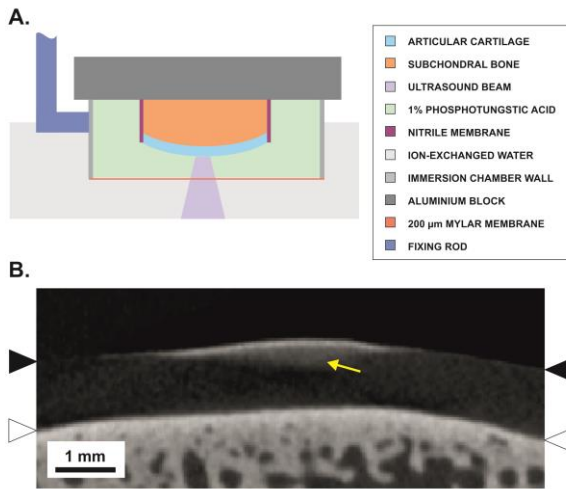 A.
ARTICULAR CARTILAGE
SUBCHONDRAL BONE
ULTRASOUND BEAM
1% PHOSPHOTUNGSTIC ACID
NITRILE MEMBRANE
ION-EXCHANGED WATER
IMMERSION CHAMBER WALL
ALUMINIUM BLOCK
200 µm MYLAR MEMBRANE
FIXING ROD
B.
1 mm